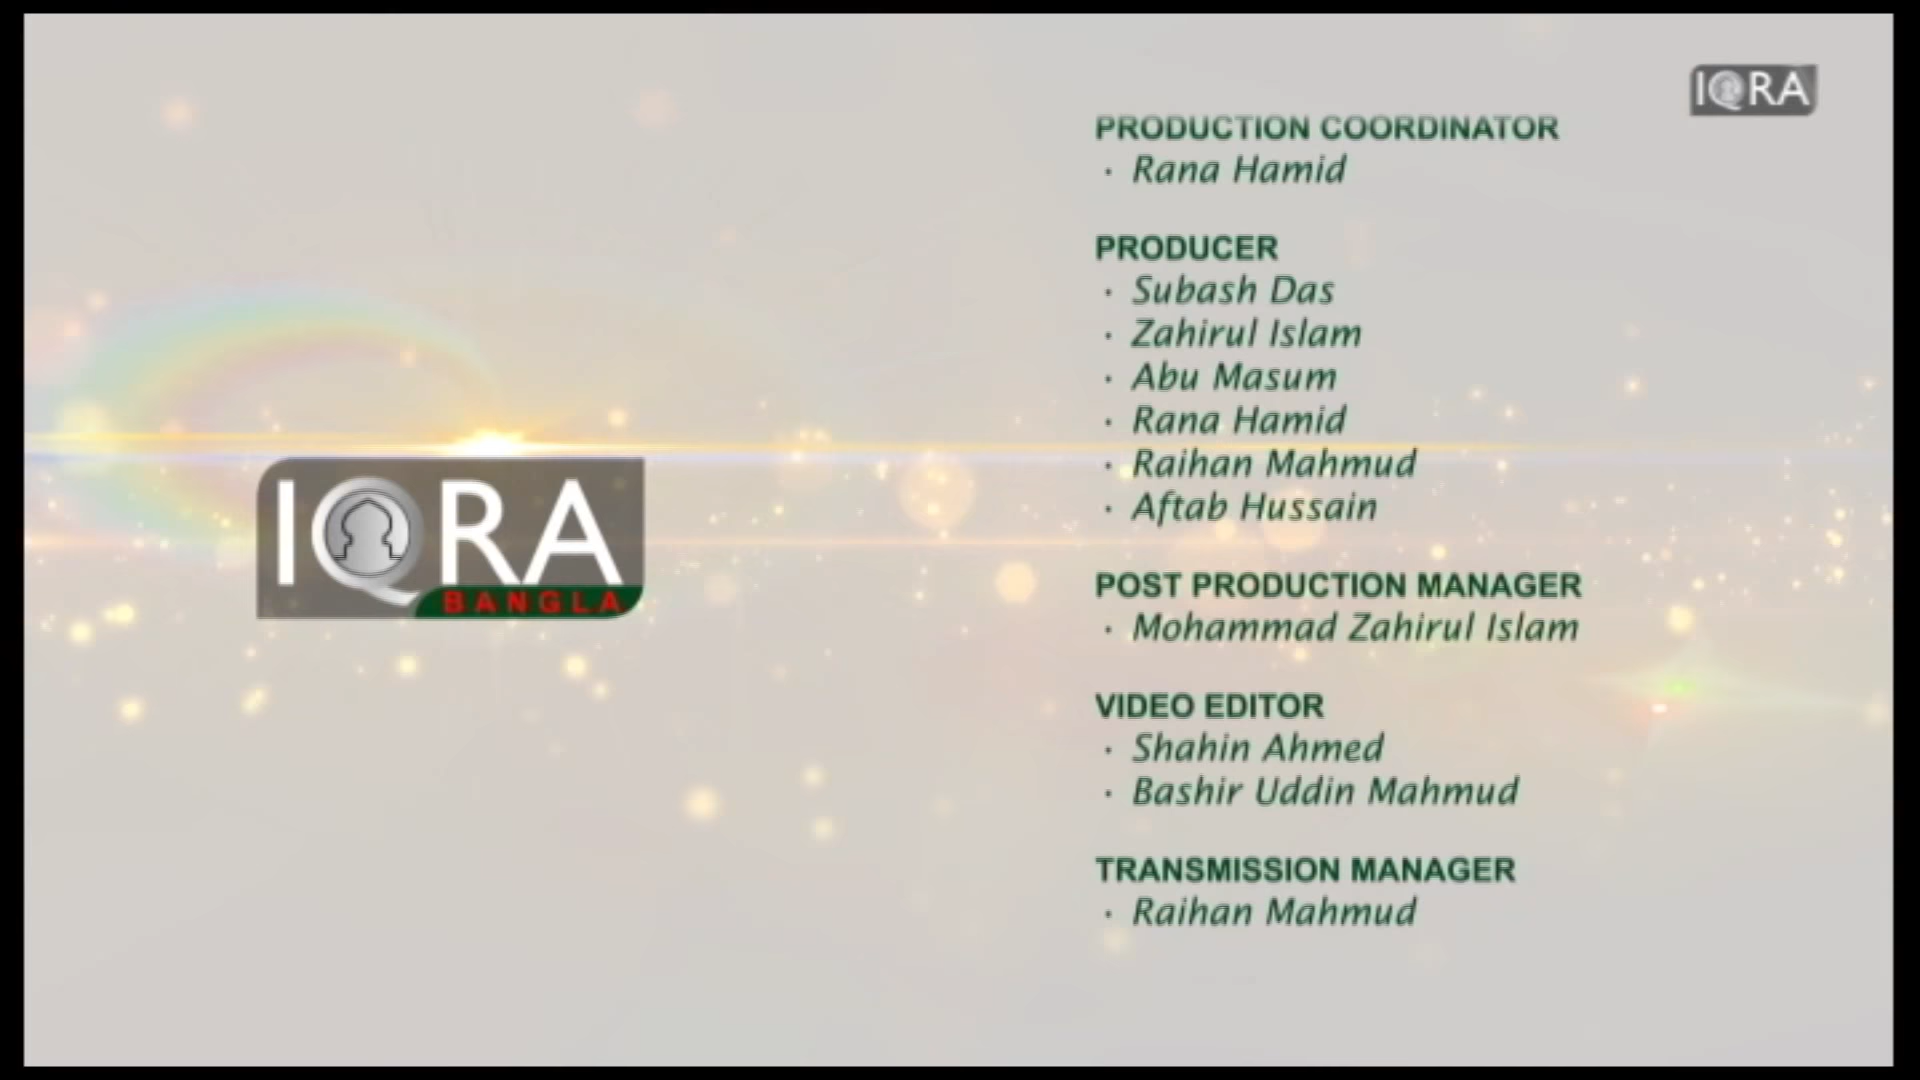 IQRA
PRODUCTION COORDINATOR
· Rana Hamid
PRODUCER
· Subash Das
· Zahirul Islam
· Abu Masum
· Rana Hamid
· Raihan Mahmud
· Aftab Hussain
IQRA
BANGLA
POST PRODUCTION MANAGER
· Mohammad Zahirul Islam
VIDEO EDITOR
· Shahin Ahmed
· Bashir Uddin Mahmud
TRANSMISSION MANAGER
· Raihan Mahmud